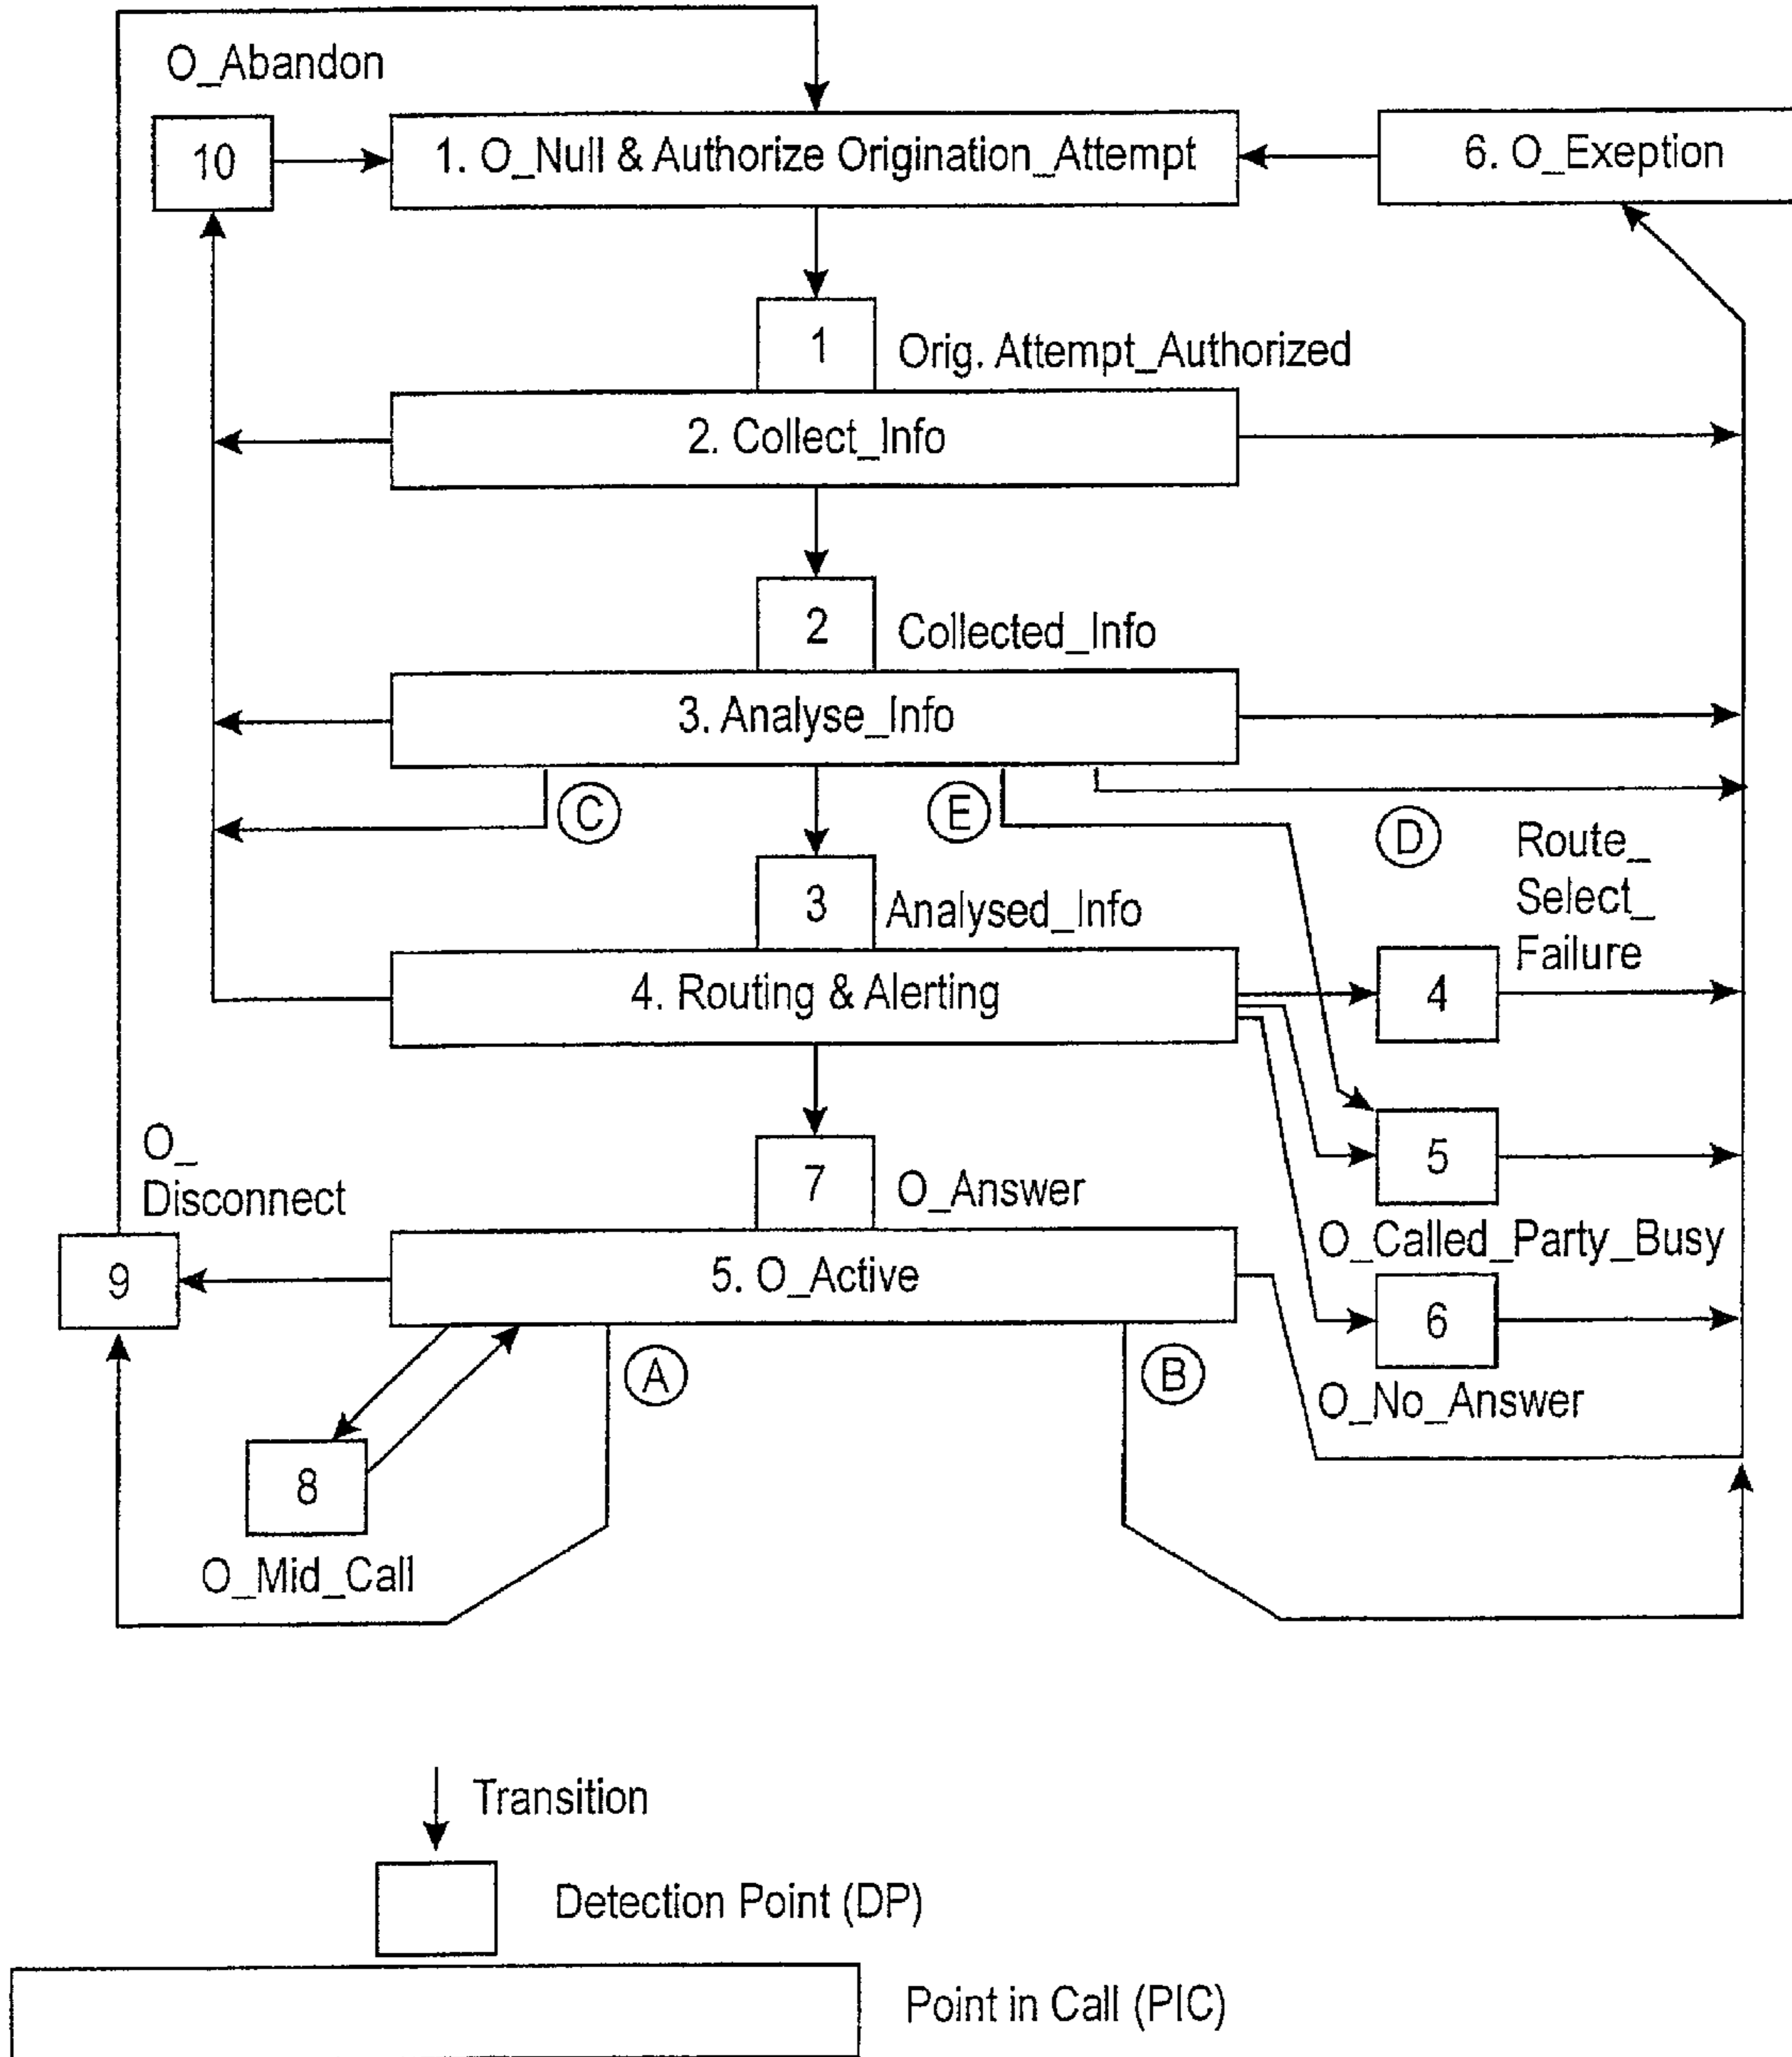 O_Abandon
10
1. O_Null & Authorize Origination_Attempt
6. O_Exeption
1
Orig. Attempt_Authorized
2. Collect_Info
2
Collected_Info
3. Analyse_Info
C
E
D
Route_
Select_
Failure
3
Analysed_Info
4. Routing & Alerting
4
5
O_Called_Party_Busy
O_
Disconnect
7
O_Answer
9
5. O_Active
6
O_No_Answer
A
B
8
O_Mid_Call
Transition
Detection Point (DP)
Point in Call (PIC)